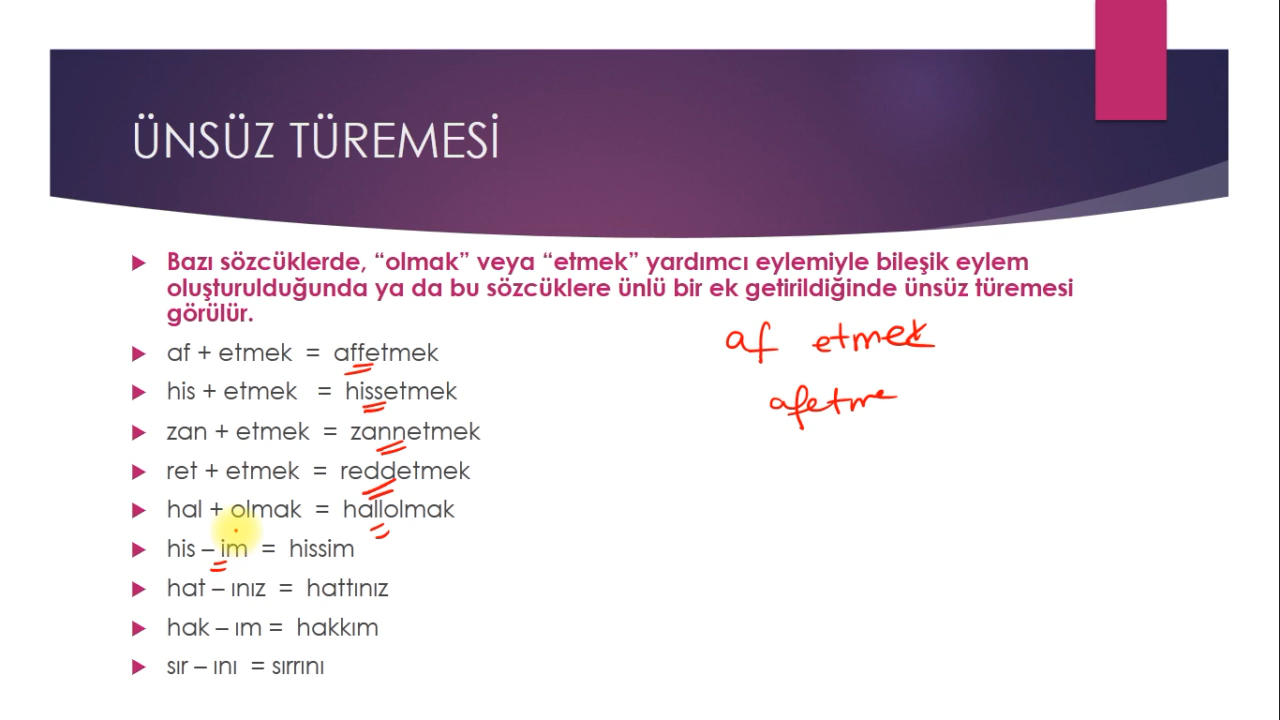 ÜNSÜZ TÜREMESİ
Bazı sözcüklerde, “olmak” veya “etmek” yardımcı eylemiyle bileşik eylem
oluşturulduğunda ya da bu sözcüklere ünlü bir ek getirildiğinde ünsüz türemesi
görülür.
af + etmek = affetmek
his + etmek = hissetmek
zan + etmek = zannetmek
ret + etmek = reddetmek
hal + olmak = hallolmak
his – im = hissim
hat – ınız = hattınız
hak – ım = hakkım
sır – ını = sırrını
af etmek
afetme